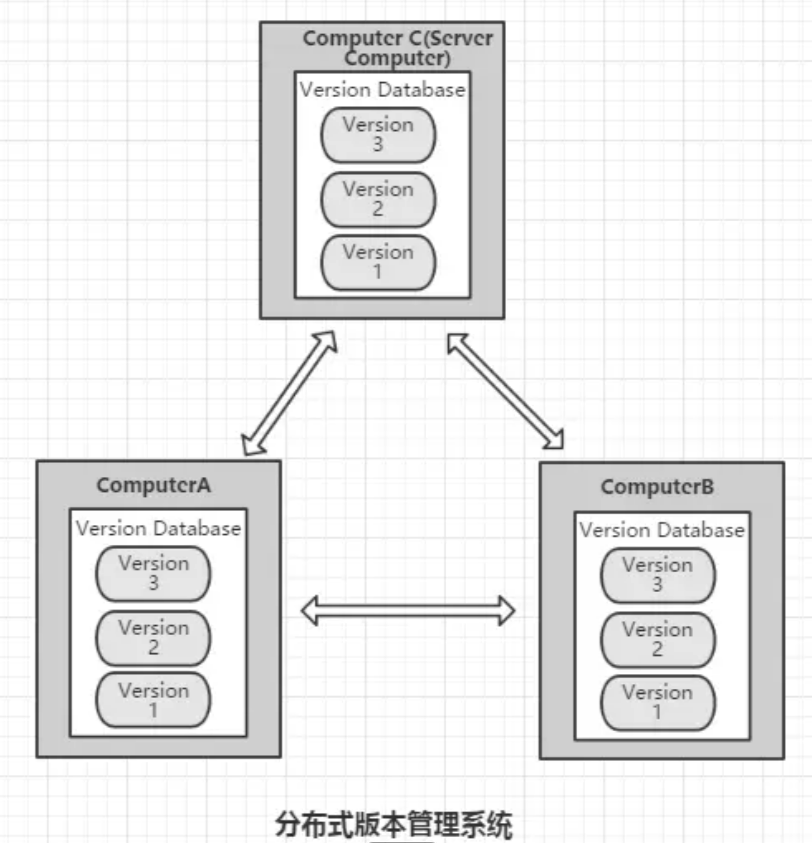 Computer C(Server
Computer)
Version Database
Version
3
Version
2
Version
1
ComputerA
Version Database
Version
3
Version
2
Version
1
ComputerB
Version Database
Version
3
Version
2
Version
1
分布式版本管理系统